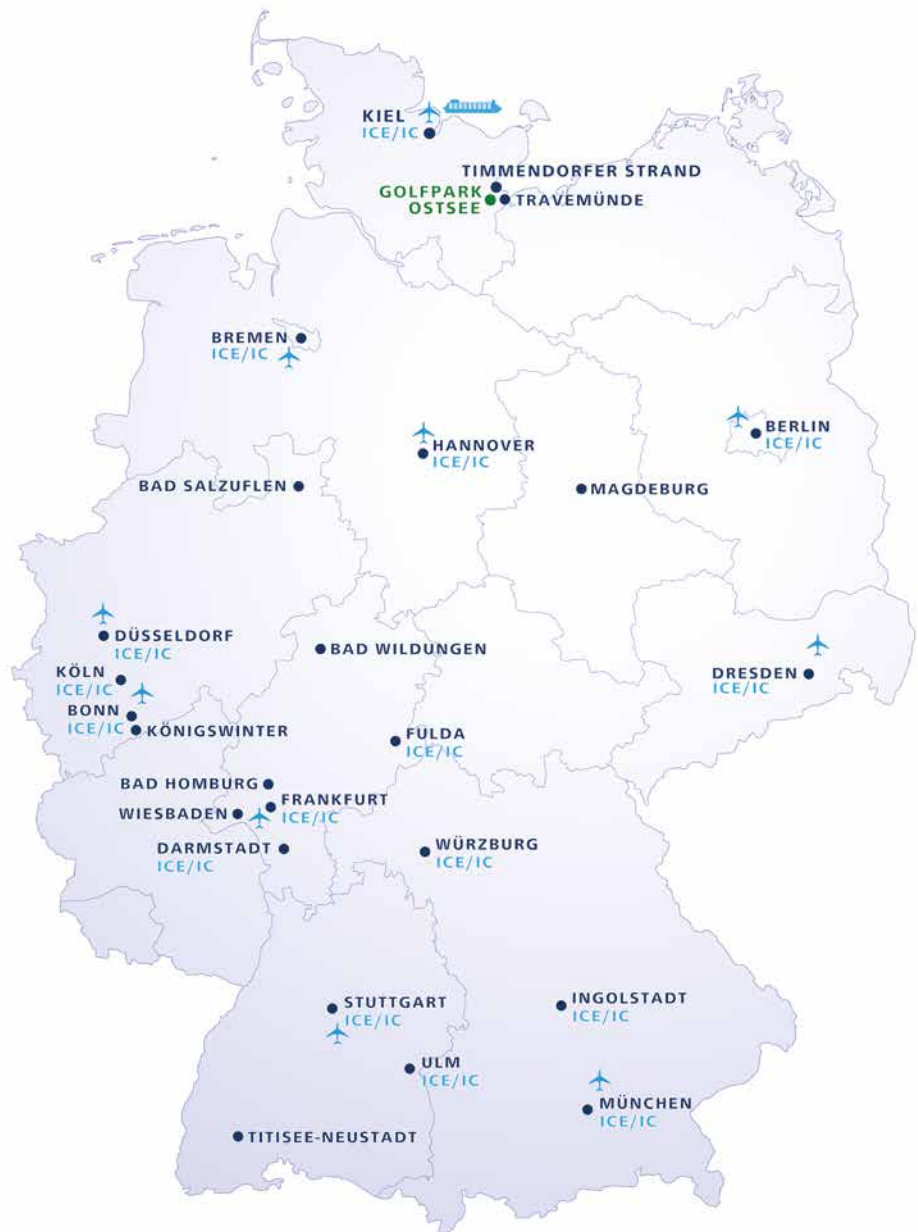 KIEL
ICE/IC
TIMMENDORFER STRAND
GOLFPARK
OSTSEE
TRAVEMÜNDE
BREMEN
ICE/IC
HANNOVER
ICE/IC
BERLIN
ICE/IC
BAD SALZUFLEN
MAGDEBURG
DÜSSELDORF
ICE/IC
BAD WILDUNGEN
KÖLN
ICE/IC
DRESDEN
ICE/IC
BONN
ICE/IC
KÖNIGSWINTER
FULDA
ICE/IC
BAD HOMBURG
FRANKFURT
ICE/IC
WIESBADEN
DARMSTADT
ICE/IC
WÜRZBURG
ICE/IC
STUTTGART
ICE/IC
INGOLSTADT
ICE/IC
ULM
ICE/IC
MÜNCHEN
ICE/IC
TITISEE-NEUSTADT